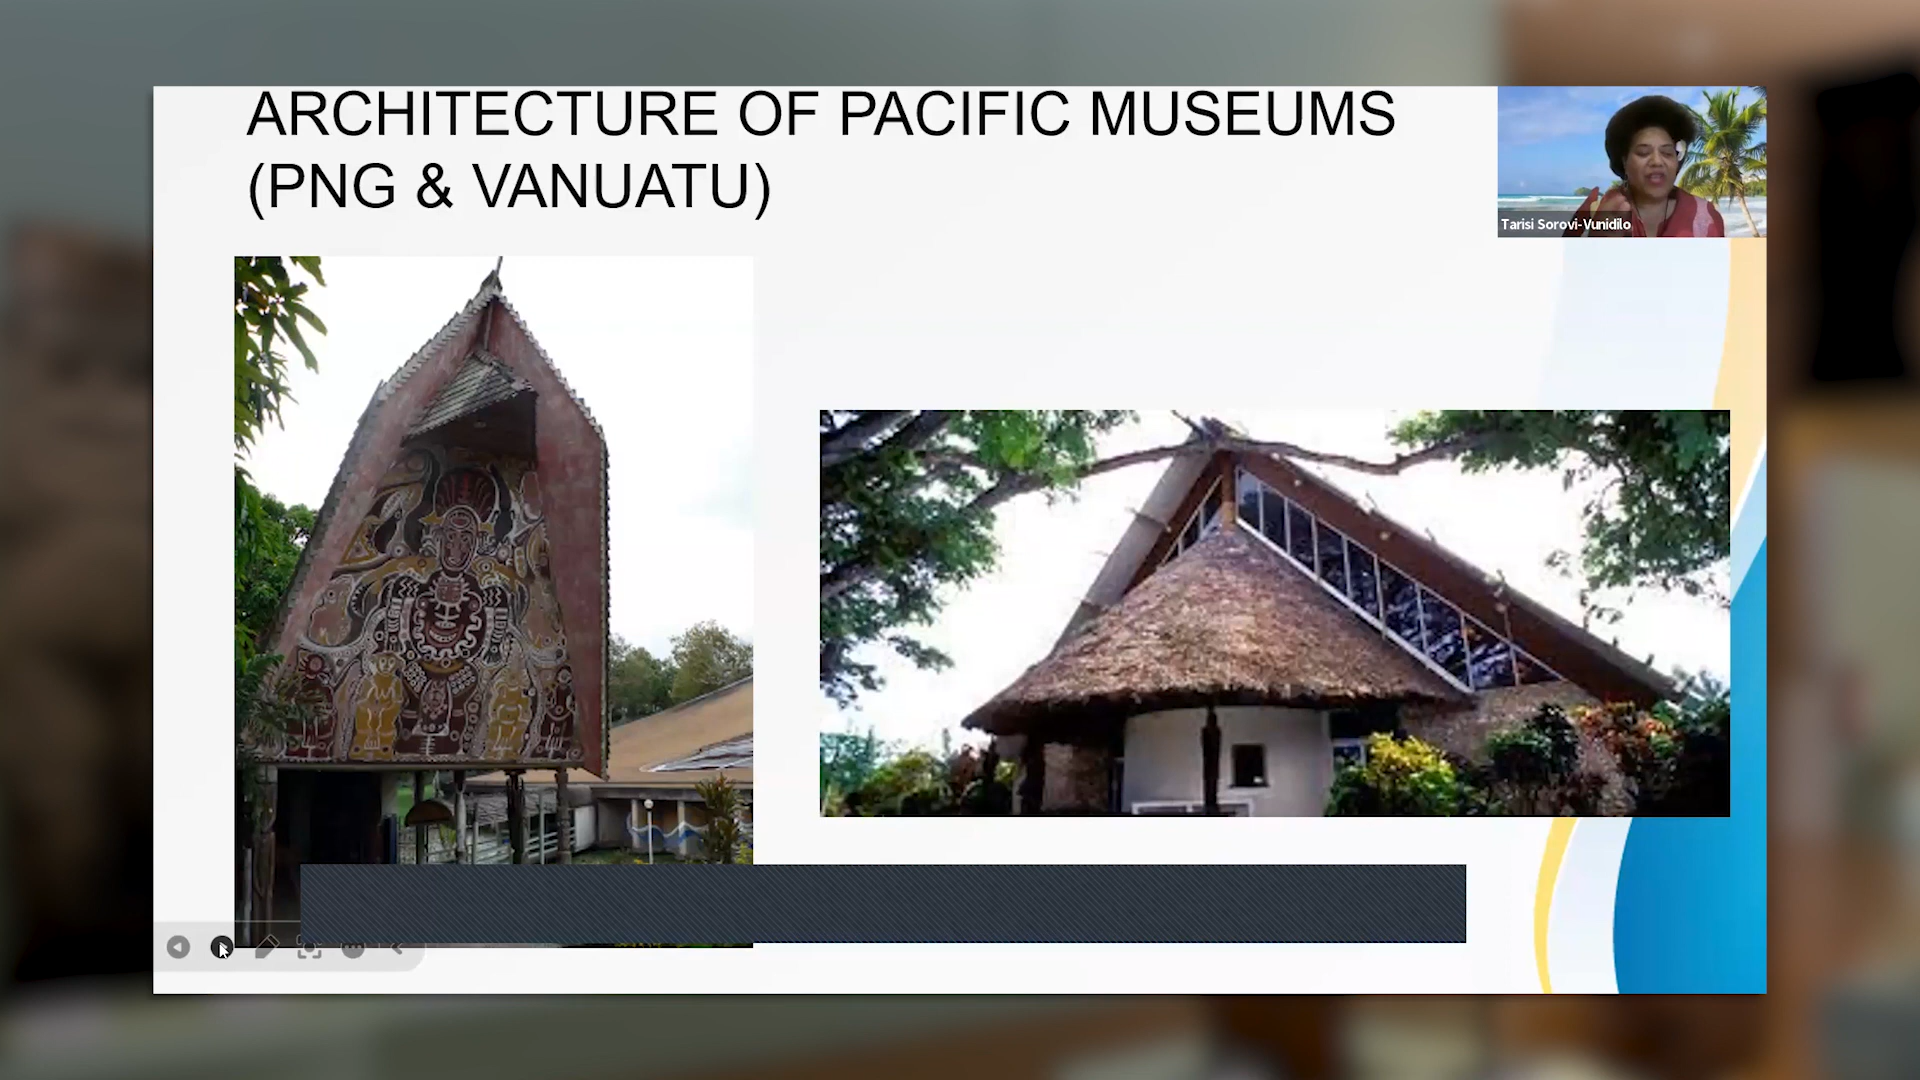 ARCHITECTURE OF PACIFIC MUSEUMS
(PNG & VANUATU)
Tarisi Sorovi-Vunidilo